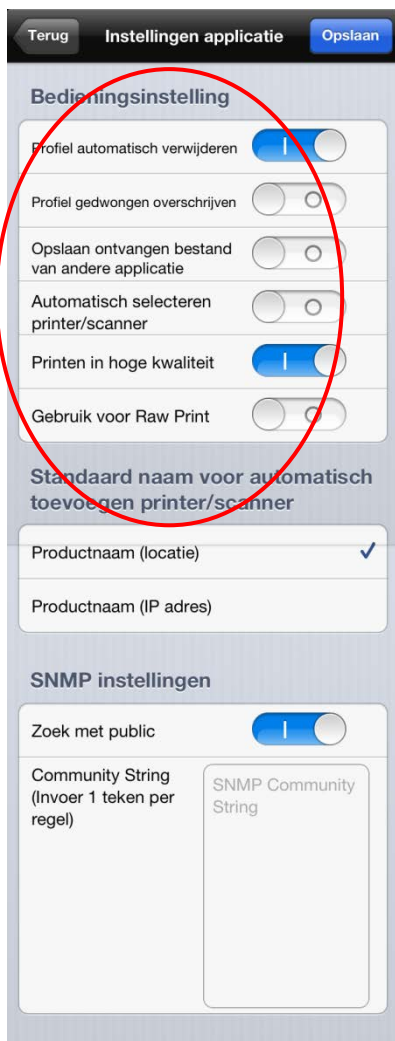 Terug Instellingen applicatie Opslaan
Bedieningsinstelling
Profiel automatisch verwijderen
Profiel gedwongen overschrijven
Opslaan ontvangen bestand
van andere applicatie
Automatisch selecteren
printer/scanner
Printen in hoge kwaliteit
Gebruik voor Raw Print
Standaard naam voor automatisch
toevoegen printer/scanner
Productnaam (locatie)
Productnaam (IP adres)
SNMP instellingen
Zoek met public
Community String
(Invoer 1 teken per
regel)
SNMP Community
String